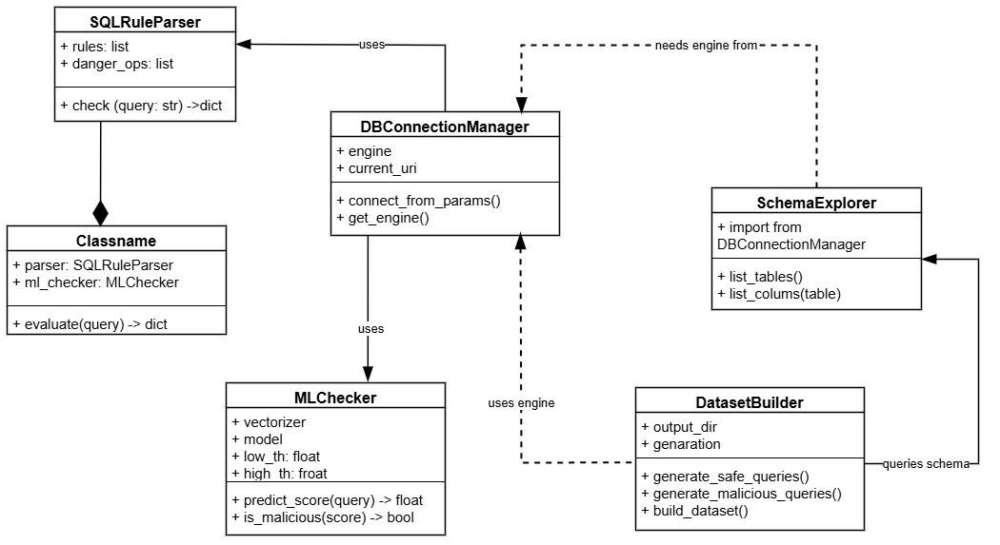 SQLRuleParser
+ rules: list
+ danger_ops: list
+ check (query: str) ->dict
uses
needs engine from
DBConnectionManager
+ engine
+ current_uri
+ connect_from_params()
+ get_engine()
SchemaExplorer
+ import from
DBConnectionManager
+ list_tables()
+ list_colums(table)
Classname
+ parser: SQLRuleParser
+ ml_checker: MLChecker
+ evaluate(query) -> dict
uses
uses engine
MLChecker
+ vectorizer
+ model
+ low_th: float
+ high_th: froat
+ predict_score(query) -> float
+ is_malicious(score) -> bool
DatasetBuilder
+ output_dir
+ genaration
+ generate_safe_queries()
+ generate_malicious_queries()
+ build_dataset()
queries schema